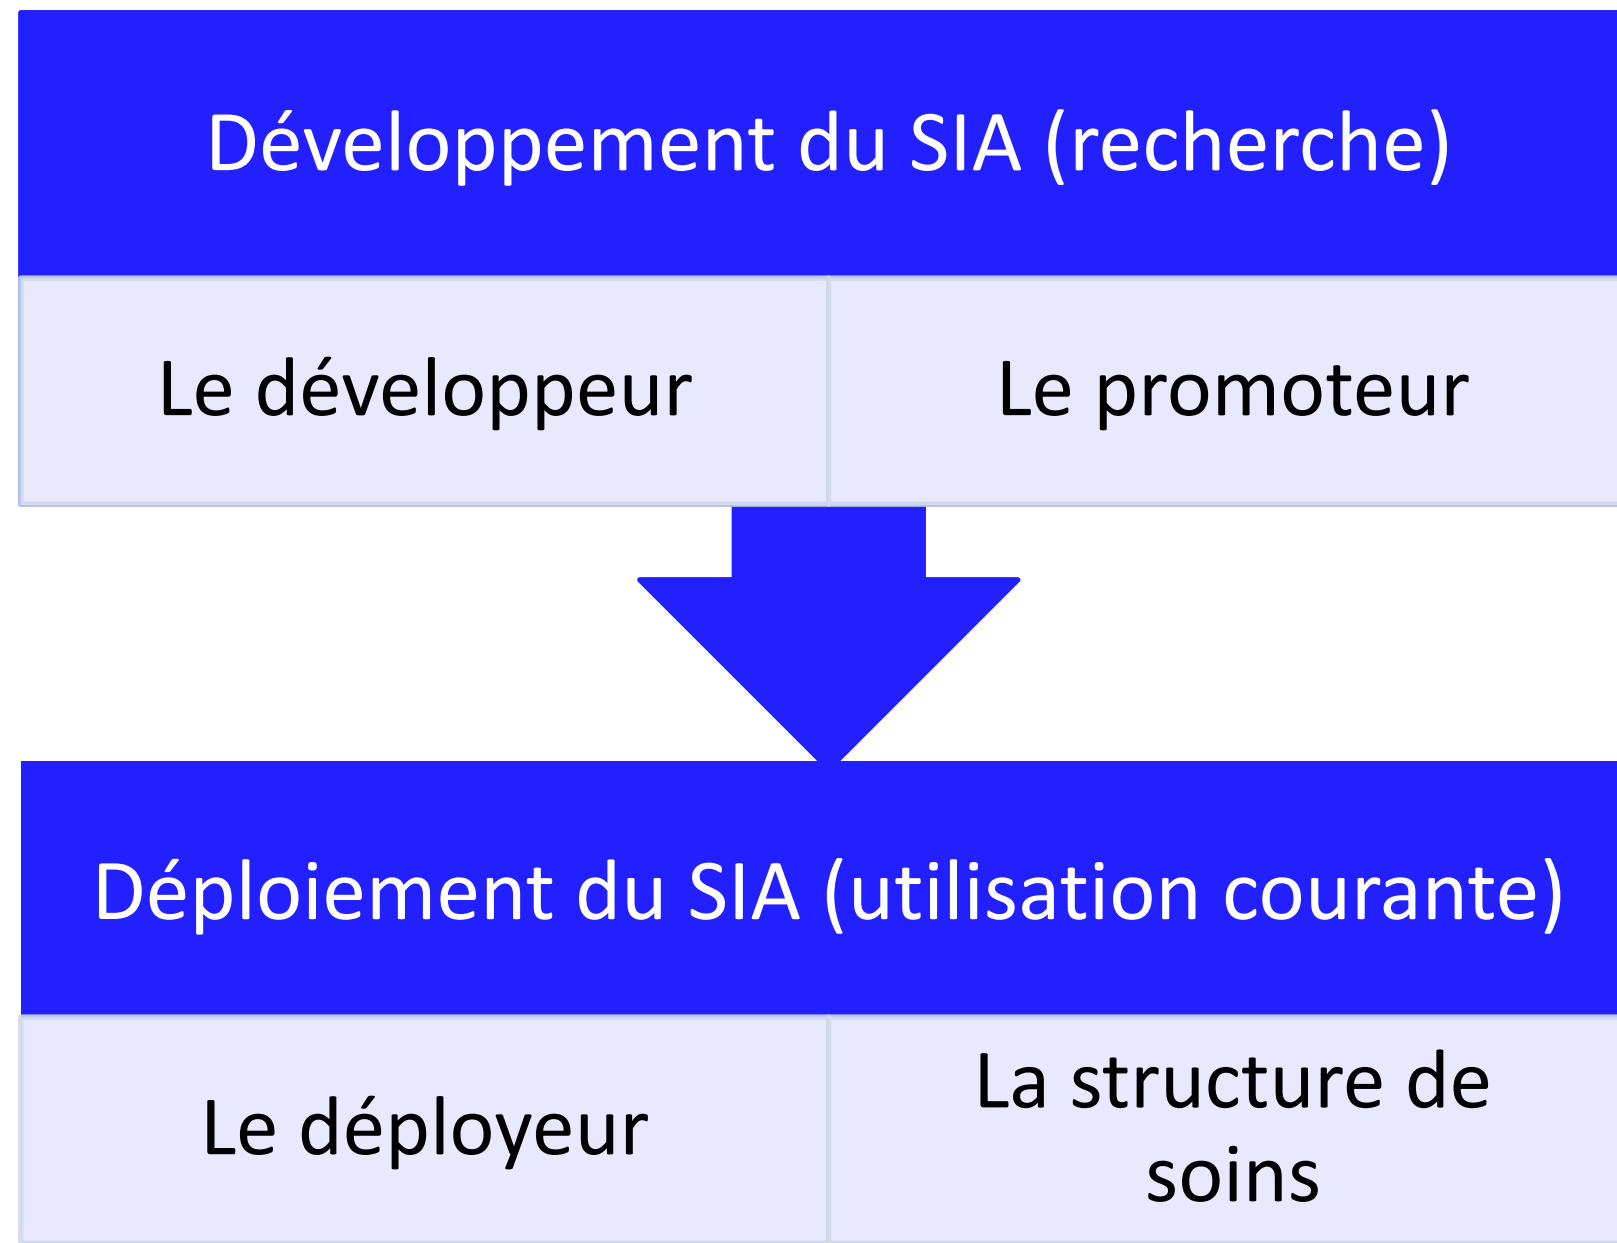 Développement du SIA (recherche)
Le développeur
Le promoteur
Déploiement du SIA (utilisation courante)
Le déployeur
La structure de
soins